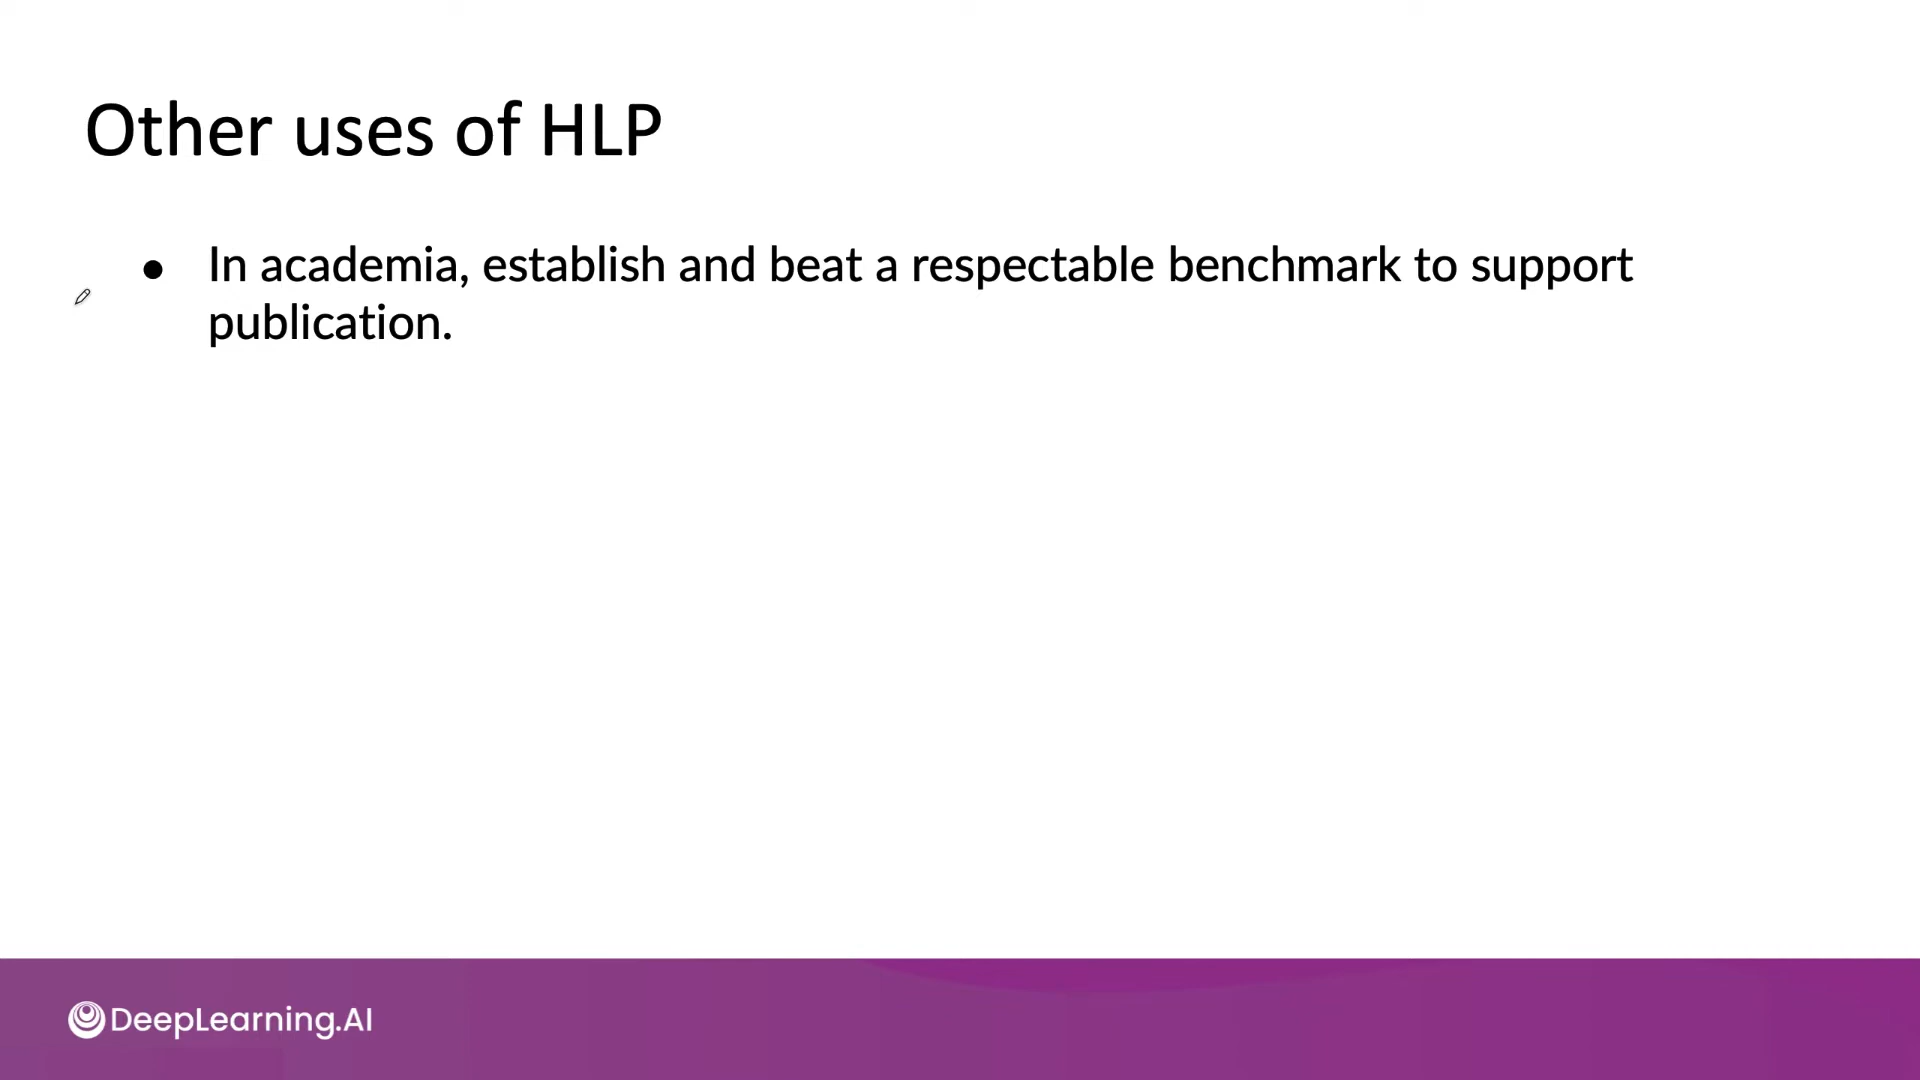 Other uses of HLP
● In academia, establish and beat a respectable benchmark to support
publication.
DeepLearning.AI